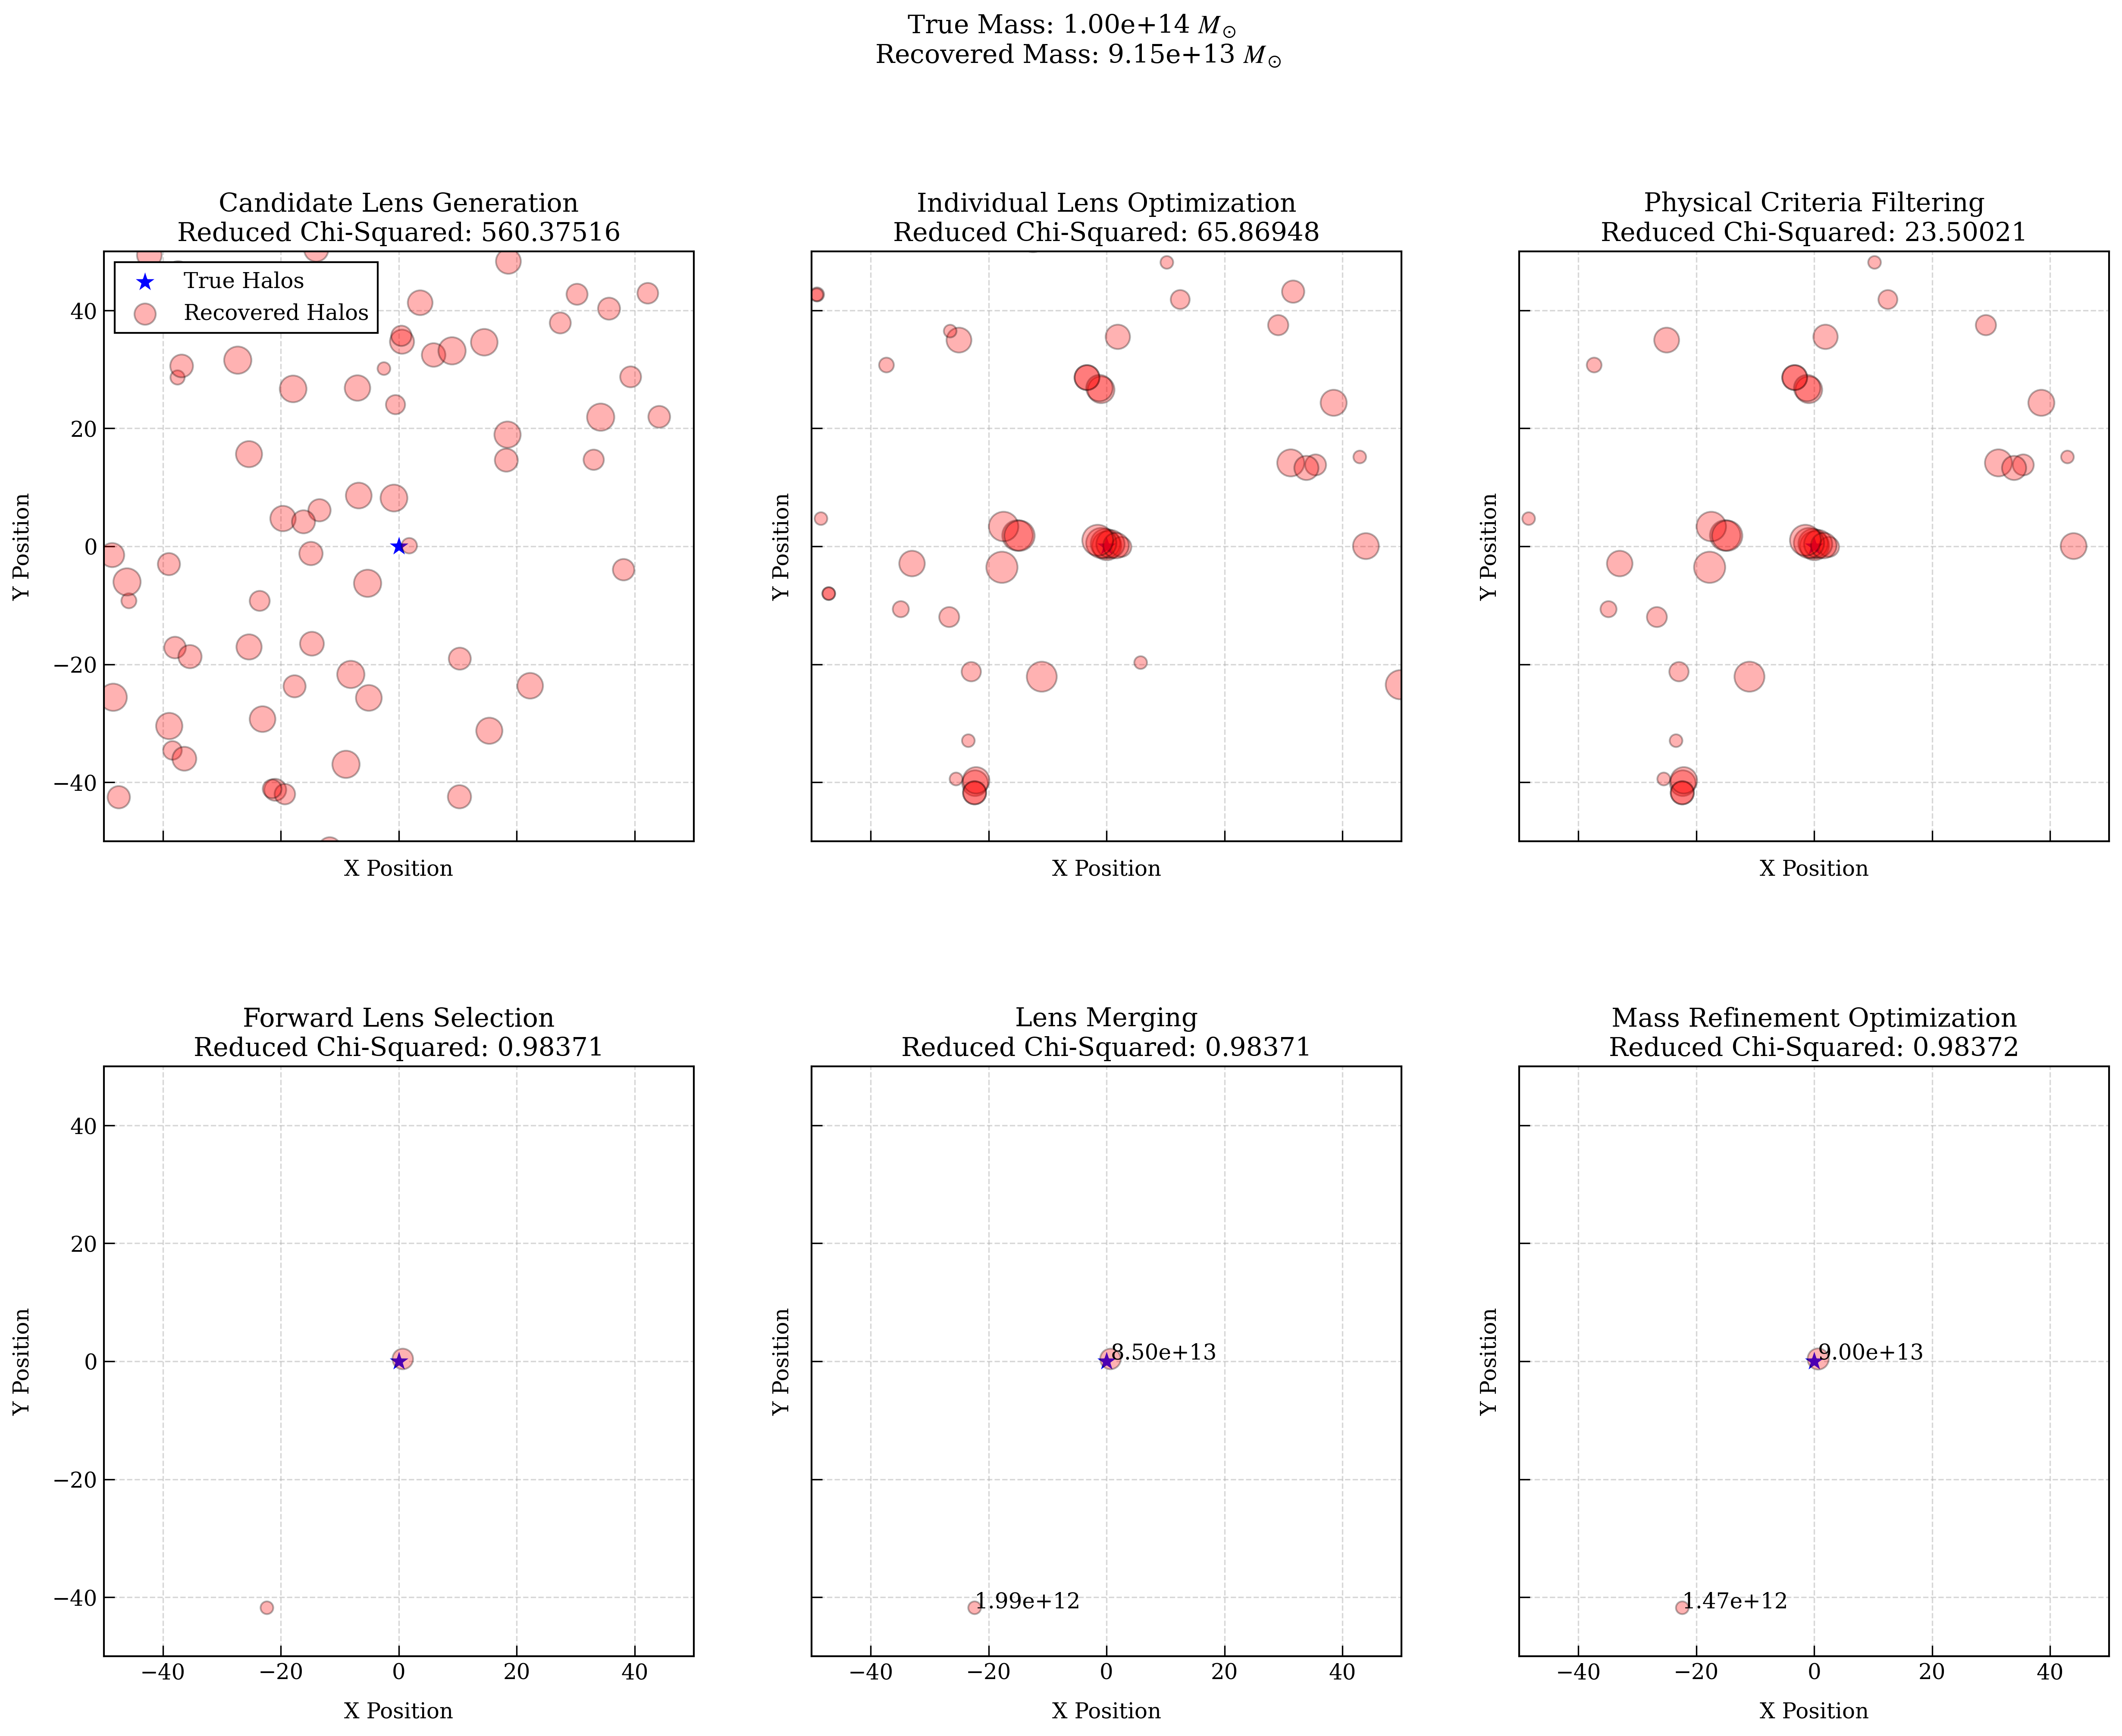 True Mass: 1.00e+14 M⊙
Recovered Mass: 9.15e+13 M⊙
Candidate Lens Generation
Reduced Chi-Squared: 560.37516
True Halos
Recovered Halos
40
20
0
−20
−40
Y Position
X Position
Individual Lens Optimization
Reduced Chi-Squared: 65.86948
Y Position
X Position
Physical Criteria Filtering
Reduced Chi-Squared: 23.50021
Y Position
X Position
Forward Lens Selection
Reduced Chi-Squared: 0.98371
40
20
0
−20
−40
Y Position
−40 −20 0 20 40
X Position
Lens Merging
Reduced Chi-Squared: 0.98371
8.50e+13
1.99e+12
Y Position
−40 −20 0 20 40
X Position
Mass Refinement Optimization
Reduced Chi-Squared: 0.98372
9.00e+13
1.47e+12
Y Position
−40 −20 0 20 40
X Position